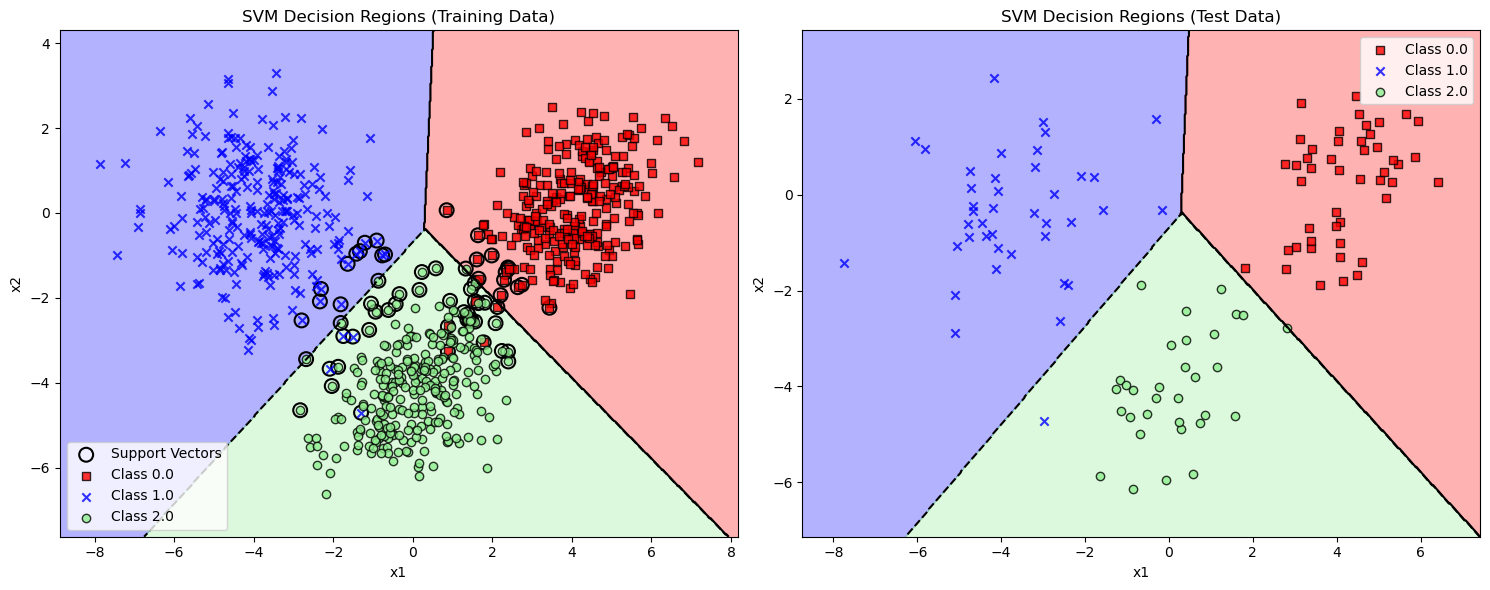 SVM Decision Regions (Training Data)
4
2
0
−2
−4
−6
x2
Support Vectors
Class 0.0
Class 1.0
Class 2.0
−8 −6 −4 −2 0 2 4 6 8
x1
SVM Decision Regions (Test Data)
Class 0.0
Class 1.0
Class 2.0
2
0
−2
−4
−6
x2
−8 −6 −4 −2 0 2 4 6
x1